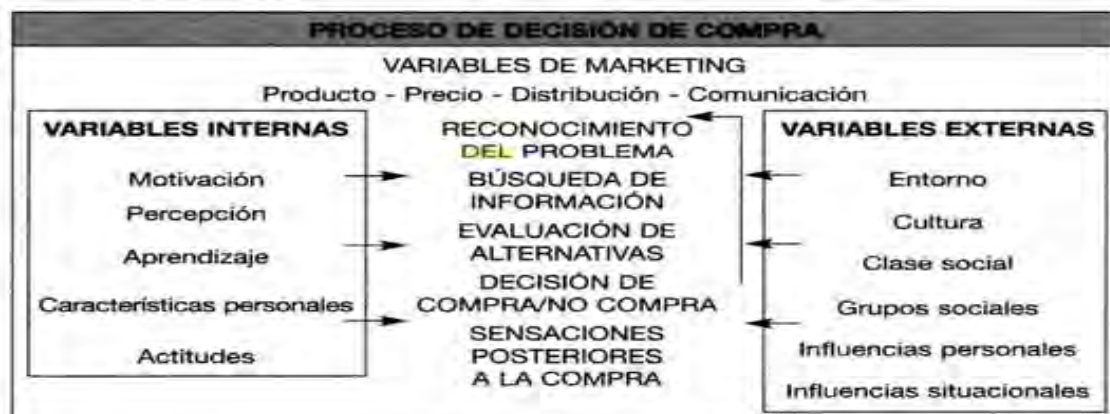 PROCESO DE DECISIÓN DE COMPRA
VARIABLES DE MARKETING
Producto - Precio - Distribución - Comunicación
VARIABLES INTERNAS
Motivación
Percepción
Aprendizaje
Características personales
Actitudes
RECONOCIMIENTO
DEL PROBLEMA
BÚSQUEDA DE
INFORMACIÓN
EVALUACIÓN DE
ALTERNATIVAS
DECISIÓN DE
COMPRA/NO COMPRA
SENSACIONES
POSTERIORES
A LA COMPRA
VARIABLES EXTERNAS
Entorno
Cultura
Clase social
Grupos sociales
Influencias personales
Influencias situacionales